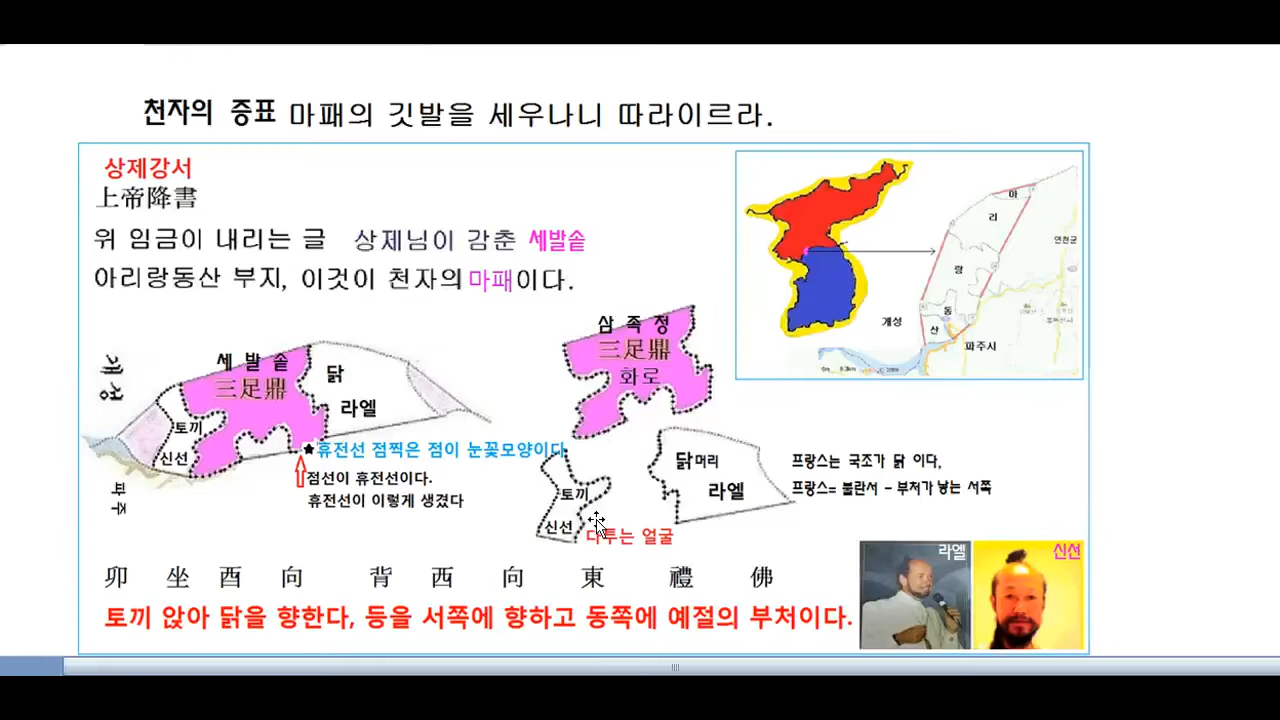 천자의 증표 마패의 깃발을 세우나니 따라이르라.
상제강서
上帝降書
위 임금이 내리는 글 상제님이 감춘 세발솥
아리랑동산 부지, 이것이 천자의 마패이다.
마
리
랑
동
산
연천군
개성
파주시
세 발 솥
三足鼎
닭
라엘
개성
토끼
신선
파주
★휴전선 점찍은 점이 눈꽃모양이다
점선이 휴전선이다.
휴전선이 이렇게 생겼다
삼 족 정
三足鼎
화로
토끼
신선
다투는 얼굴
닭머리
라엘
프랑스는 국조가 닭 이다,
프랑스= 불란서 - 부처가 낳는 서쪽
라엘
신선
卯 坐 酉 向 背 西 向 東 禮 佛
토끼 앉아 닭을 향한다, 등을 서쪽에 향하고 동쪽에 예절의 부처이다.